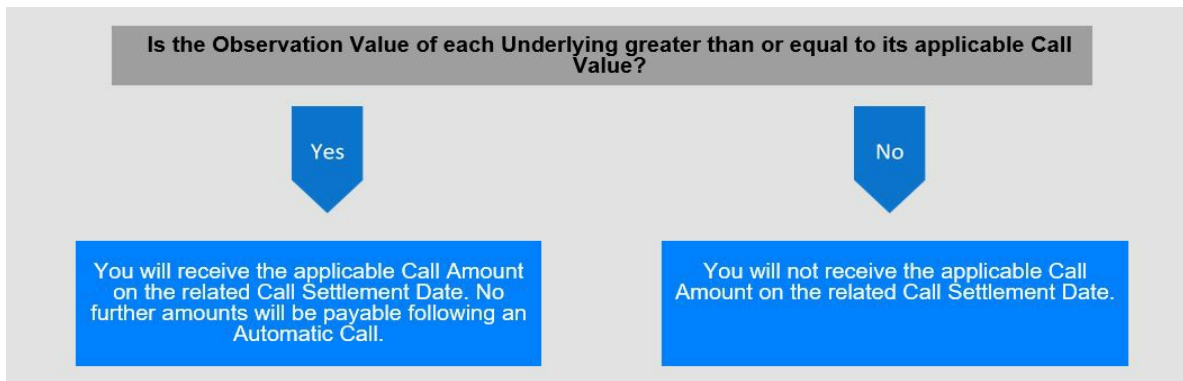 Is the Observation Value of each Underlying greater than or equal to its applicable Call
Value?
Yes
No
You will receive the applicable Call Amount
on the related Call Settlement Date. No
further amounts will be payable following an
Automatic Call.
You will not receive the applicable Call
Amount on the related Call Settlement Date.